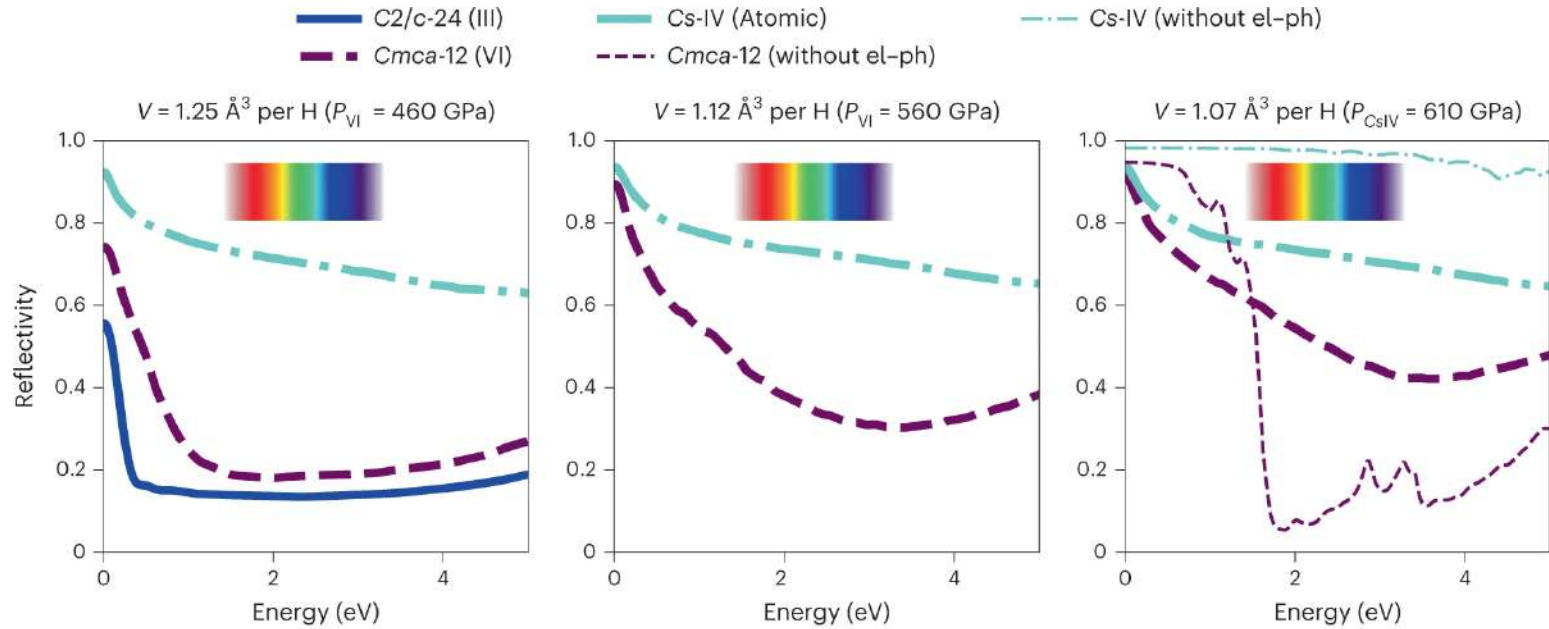 C2/c-24 (III) Cs-IV (Atomic) Cs-IV (without el–ph)
Cmca-12 (VI) Cmca-12 (without el–ph)
V = 1.25 Å³ per H (P_VI = 460 GPa)
V = 1.12 Å³ per H (P_VI = 560 GPa)
V = 1.07 Å³ per H (P_CsIV = 610 GPa)
Reflectivity
1.0
0.8
0.6
0.4
0.2
0
0 2 4
Energy (eV)
1.0
0.8
0.6
0.4
0.2
0
0 2 4
Energy (eV)
1.0
0.8
0.6
0.4
0.2
0
0 2 4
Energy (eV)